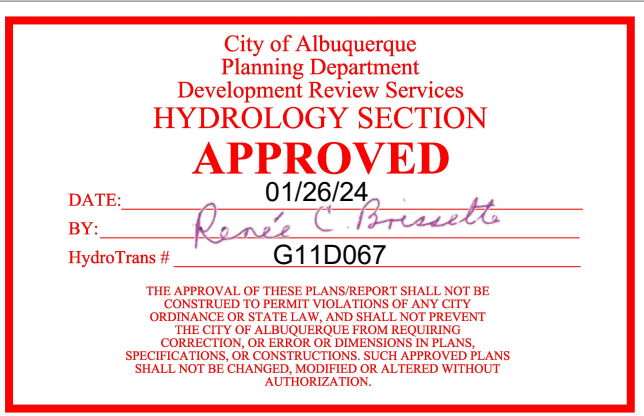 City of Albuquerque
Planning Department
Development Review Services
HYDROLOGY SECTION
APPROVED
DATE: 01/26/24
BY: Renée C. Brissette
HydroTrans # G11D067
THE APPROVAL OF THESE PLANS/REPORT SHALL NOT BE
CONSTRUED TO PERMIT VIOLATIONS OF ANY CITY
ORDINANCE OR STATE LAW, AND SHALL NOT PREVENT
THE CITY OF ALBUQUERQUE FROM REQUIRING
CORRECTION, OR ERROR OR DIMENSIONS IN PLANS,
SPECIFICATIONS, OR CONSTRUCTIONS. SUCH APPROVED PLANS
SHALL NOT BE CHANGED, MODIFIED OR ALTERED WITHOUT
AUTHORIZATION.